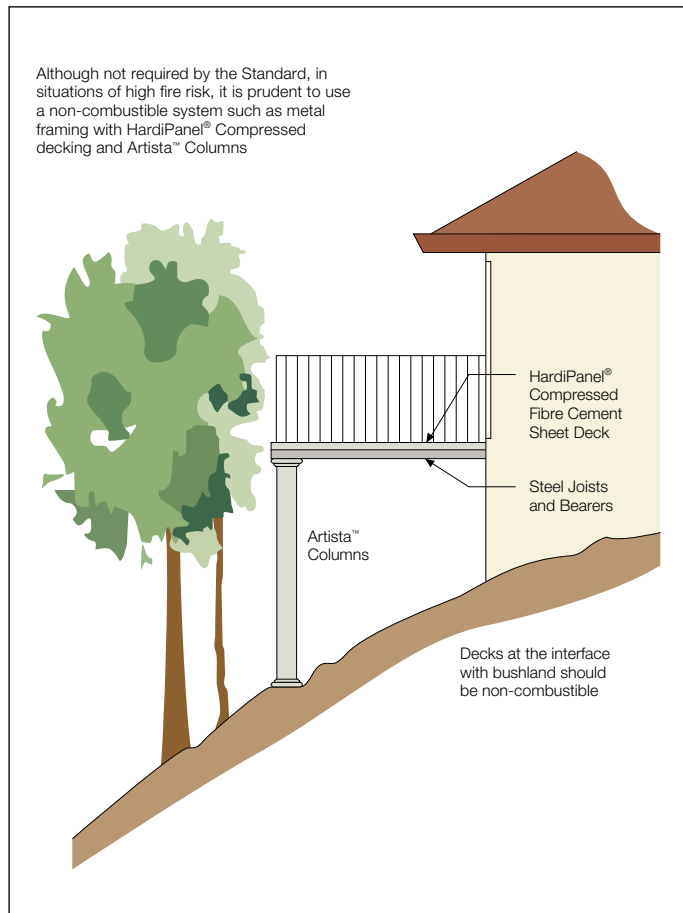 Although not required by the Standard, in
situations of high fire risk, it is prudent to use
a non-combustible system such as metal
framing with HardiPanel® Compressed
decking and Artista™ Columns
HardiPanel®
Compressed
Fibre Cement
Sheet Deck
Steel Joists
and Bearers
Artista™
Columns
Decks at the interface
with bushland should
be non-combustible